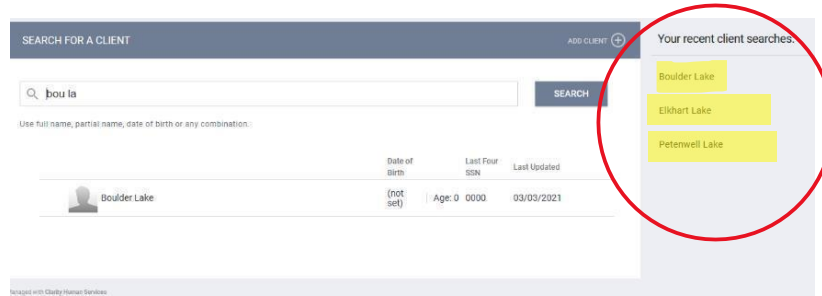 SEARCH FOR A CLIENT
ADD CLIENT
bou la
SEARCH
Use full name, partial name, date of birth or any combination.
Date of Birth
Last Four SSN
Last Updated
Boulder Lake
(not set)
Age: 0
0000
03/03/2021
Managed with Clarity Human Services
Your recent client searches:
Boulder Lake
Elkhart Lake
Petenwell Lake